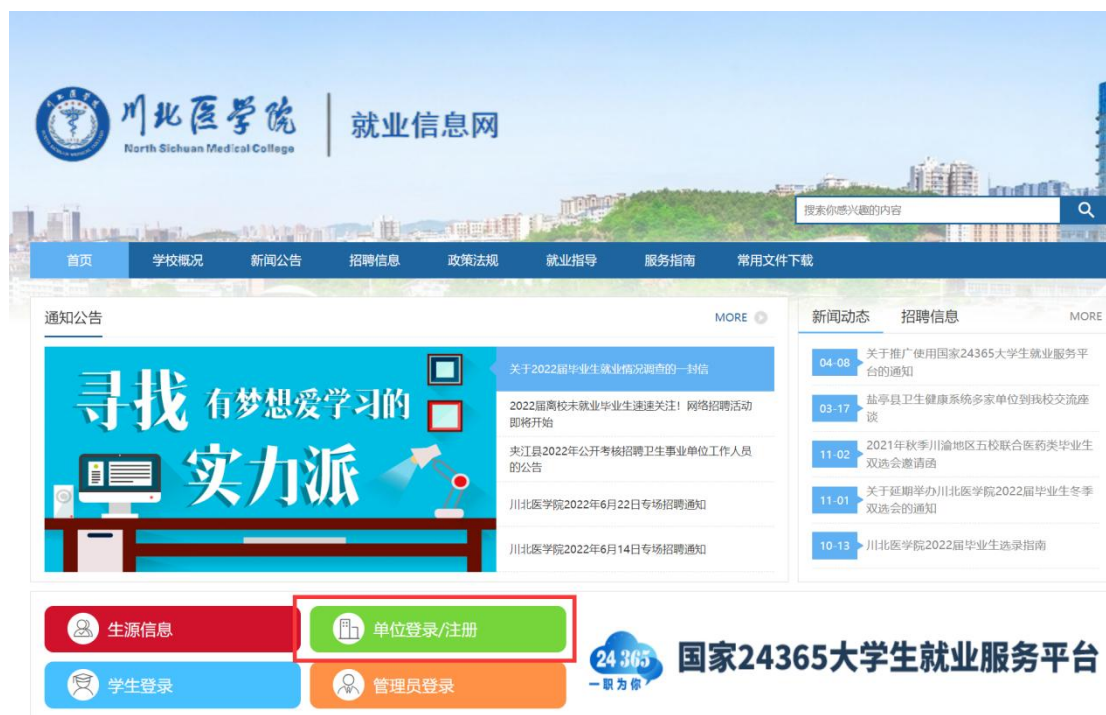 川北医学院
North Sichuan Medical College
就业信息网
搜索你感兴趣的内容
首页 学校概况 新闻公告 招聘信息 政策法规 就业指导 服务指南 常用文件下载
通知公告 MORE
寻找 有梦想爱学习的
实力派
关于2022届毕业生就业情况调查的一封信
2022届离校未就业毕业生速速关注！网络招聘活动
即将开始
夹江县2022年公开考核招聘卫生事业单位工作人员
的公告
川北医学院2022年6月22日专场招聘通知
川北医学院2022年6月14日专场招聘通知
新闻动态 招聘信息 MORE
04-08 关于推广使用国家24365大学生就业服务平
台的通知
03-17 盐亭县卫生健康系统多家单位到我校交流座
谈
11-02 2021年秋季川渝地区五校联合医药类毕业生
双选会邀请函
11-01 关于延期举办川北医学院2022届毕业生冬季
双选会的通知
10-13 川北医学院2022届毕业生选录指南
生源信息 单位登录/注册
学生登录 管理员登录
24 365
一职为你
国家24365大学生就业服务平台